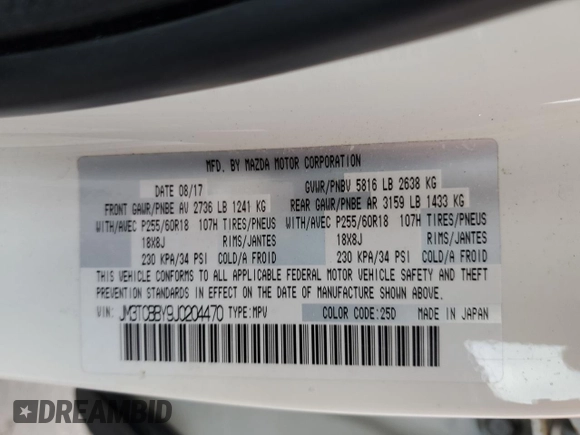 MFD. BY MAZDA MOTOR CORPORATION
DATE 08/17 GVWR/PNBV 5816 LB 2638 KG
FRONT GAWR/PNBE AV 2736 LB 1241 KG REAR GAWR/PNBE AR 3159 LB 1433 KG
WITH/AVEC P255/60R18 107H TIRES/PNEUS WITH/AVEC P255/60R18 107H TIRES/PNEUS
18X8J RIMS/JANTES 18X8J RIMS/JANTES
230 KPA/34 PSI COLD/A FROID 230 KPA/34 PSI COLD/A FROID
THIS VEHICLE CONFORMS TO ALL APPLICABLE FEDERAL MOTOR VEHICLE SAFETY AND THEFT
PREVENTION STANDARDS IN EFFECT ON THE DATE OF MANUFACTURE SHOWN ABOVE.
VIN: JM3TCBBY9J0204470 TYPE:MPV COLOR CODE:25D MADE IN JAPAN
DREAMBID